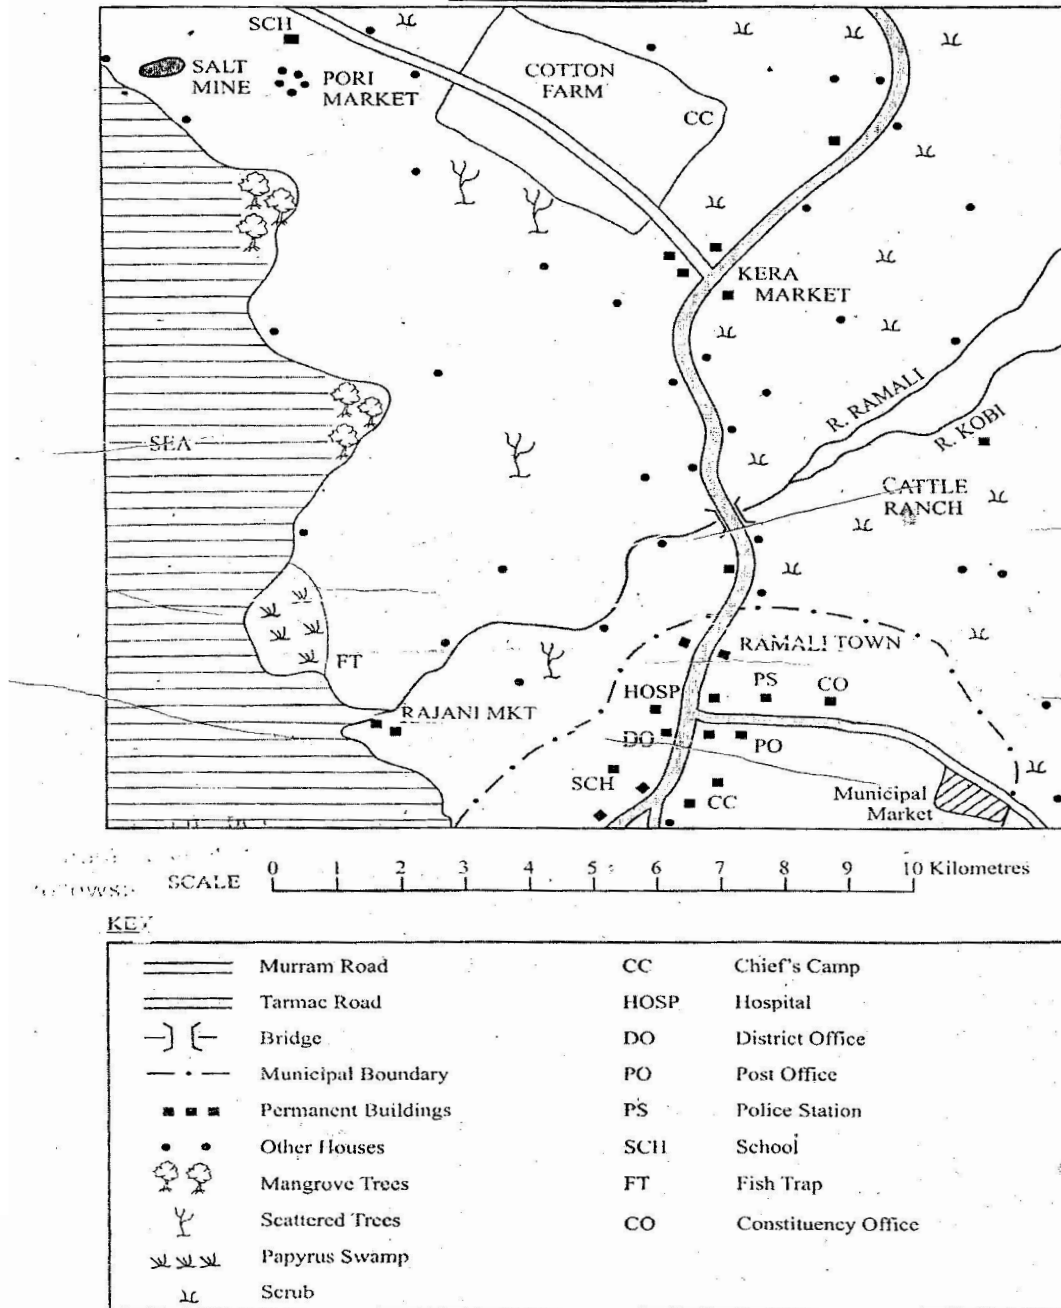 SCH
SALT
MINE
PORI
MARKET
COTTON
FARM
CC
KERA
MARKET
R. RAMALI
R. KOBI
SEA
CATTLE
RANCH
FT
RAMALI TOWN
PS
CO
HOSP
RAJANI MKT
DO
PO
SCH
CC
Municipal
Market
SCALE 0 1 2 3 4 5 6 7 8 9 10 Kilometres
KEY
Murram Road CC Chief's Camp
Tarmac Road HOSP Hospital
Bridge DO District Office
Municipal Boundary PO Post Office
Permanent Buildings PS Police Station
Other Houses SCH School
Mangrove Trees FT Fish Trap
Scattered Trees CO Constituency Office
Papyrus Swamp
Scrub